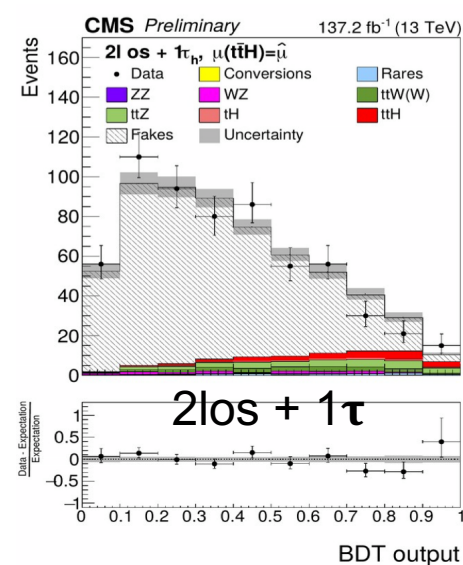 CMS Preliminary 137.2 fb⁻¹ (13 TeV)
Events
2l os + 1τh, μ(tt̄H)=μ̂
Data Conversions Rares
ZZ WZ ttW(W)
ttZ tH ttH
Fakes Uncertainty
160
140
120
100
80
60
40
20
0
2los + 1τ
Data - Expectation
Expectation
1
0.5
0
−0.5
−1
0 0.1 0.2 0.3 0.4 0.5 0.6 0.7 0.8 0.9 1
BDT output